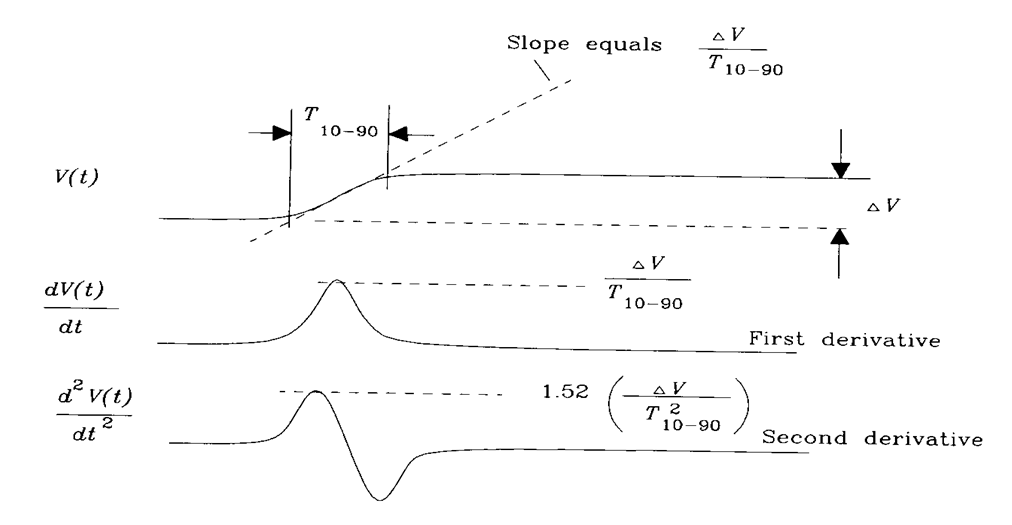 Slope equals ΔV / T10-90
T10-90
V(t)
ΔV
dV(t) / dt
ΔV / T10-90
First derivative
d²V(t) / dt²
1.52 (ΔV / T²10-90)
Second derivative